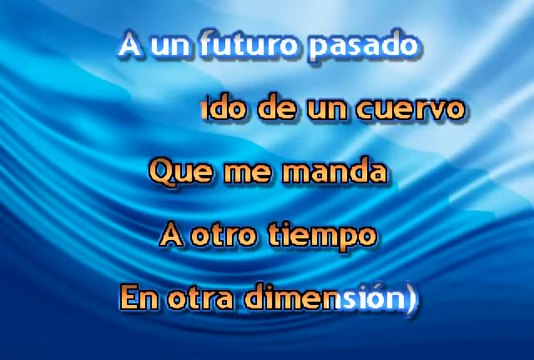 A un futuro pasado
ido de un cuervo
Que me manda
A otro tiempo
En otra dimensión)